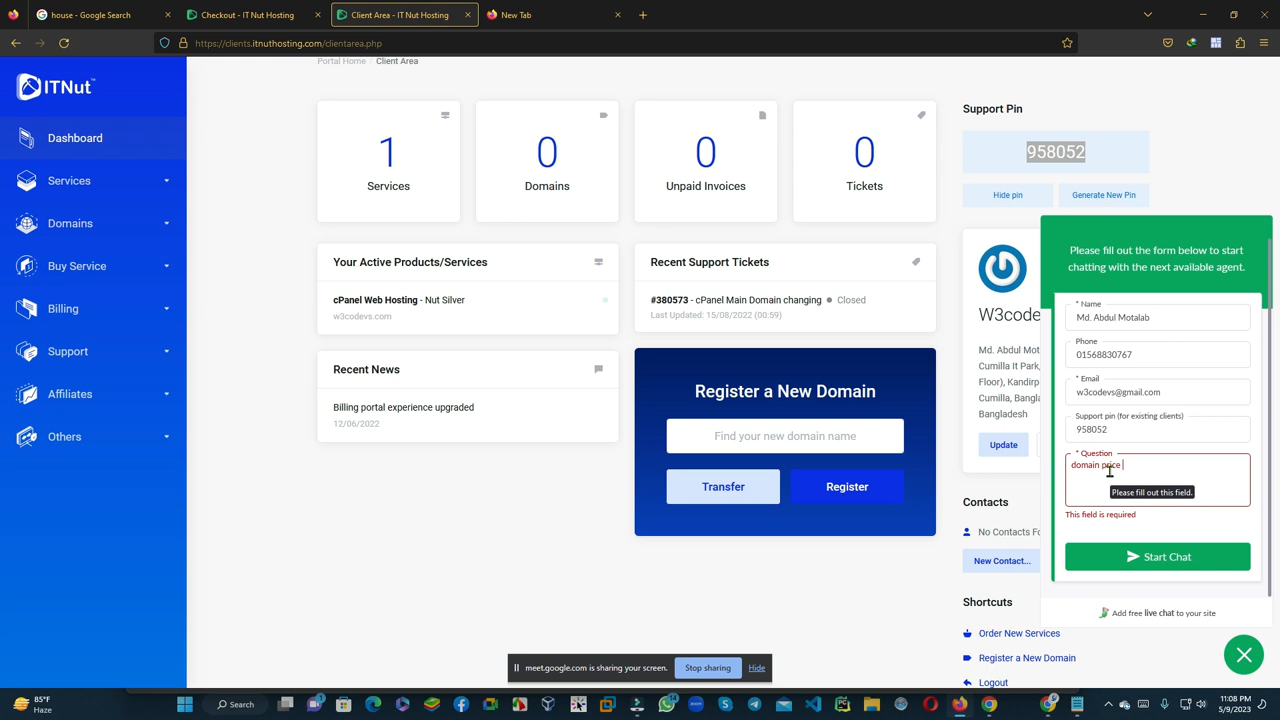 house - Google Search
Checkout - IT Nut Hosting
Client Area - IT Nut Hosting
New Tab
https://clients.itnuthosting.com/clientarea.php
ITNut™
Dashboard
Services
Domains
Buy Service
Billing
Support
Affiliates
Others
Portal Home / Client Area
1
Services
0
Domains
0
Unpaid Invoices
0
Tickets
Your Active Products/Services
cPanel Web Hosting - Nut Silver
w3codevs.com
Recent Support Tickets
#380573 - cPanel Main Domain changing Closed
Last Updated: 15/08/2022 (00:59)
Recent News
Billing portal experience upgraded
12/06/2022
Register a New Domain
Find your new domain name
Transfer
Register
Support Pin
958052
Hide pin
Generate New Pin
W3code
Md. Abdul Mot
Cumilla It Park,
Floor), Kandirp
Cumilla, Bangla
Bangladesh
Update
Contacts
No Contacts Fo
New Contact...
Shortcuts
Order New Services
Register a New Domain
Logout
Please fill out the form below to start
chatting with the next available agent.
* Name
Md. Abdul Motalab
Phone
01568830767
* Email
w3codevs@gmail.com
Support pin (for existing clients)
958052
* Question
domain price
Please fill out this field.
This field is required
Start Chat
Add free live chat to your site
meet.google.com is sharing your screen.
Stop sharing
Hide
85°F
Haze
Search
11:08 PM
5/9/2023